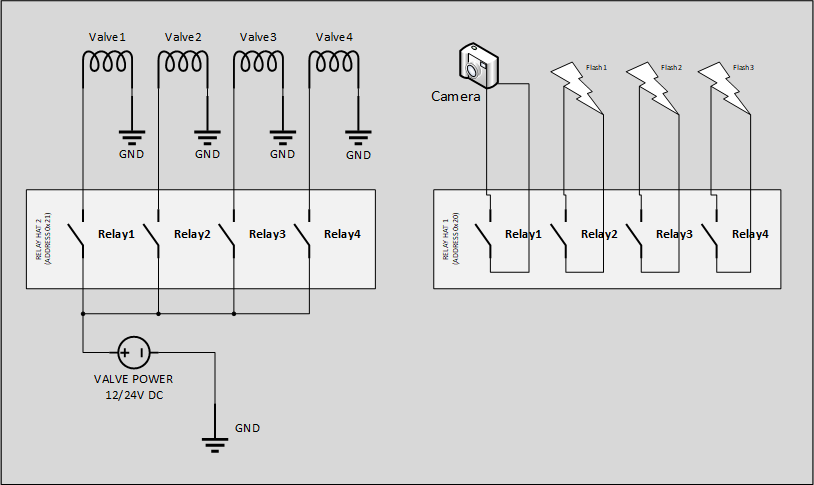 Valve1 Valve2 Valve3 Valve4
GND GND GND GND
Camera
Flash 1 Flash 2 Flash 3
RELAY HAT 2
(ADDRESS 0x21)
Relay1 Relay2 Relay3 Relay4
RELAY HAT 1
(ADDRESS 0x20)
Relay1 Relay2 Relay3 Relay4
VALVE POWER
12/24V DC
GND